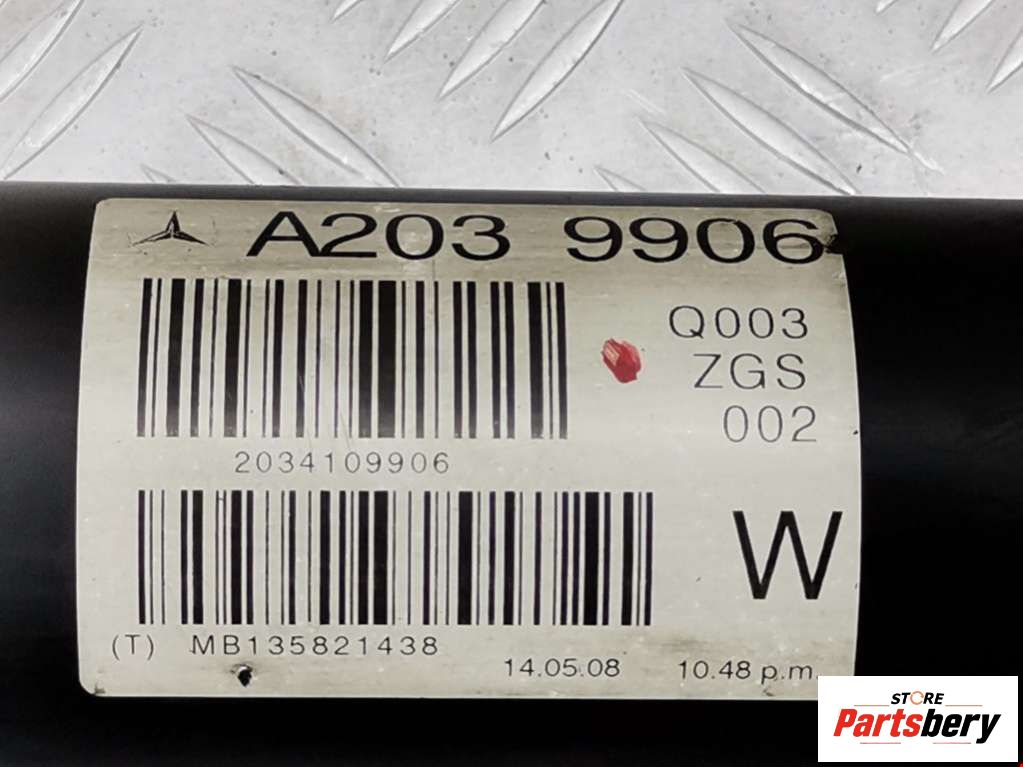 A203 9906
Q003
ZGS
002
2034109906
W
(T) MB135821438
14.05.08 10.48 p.m.
STORE
Partsbery